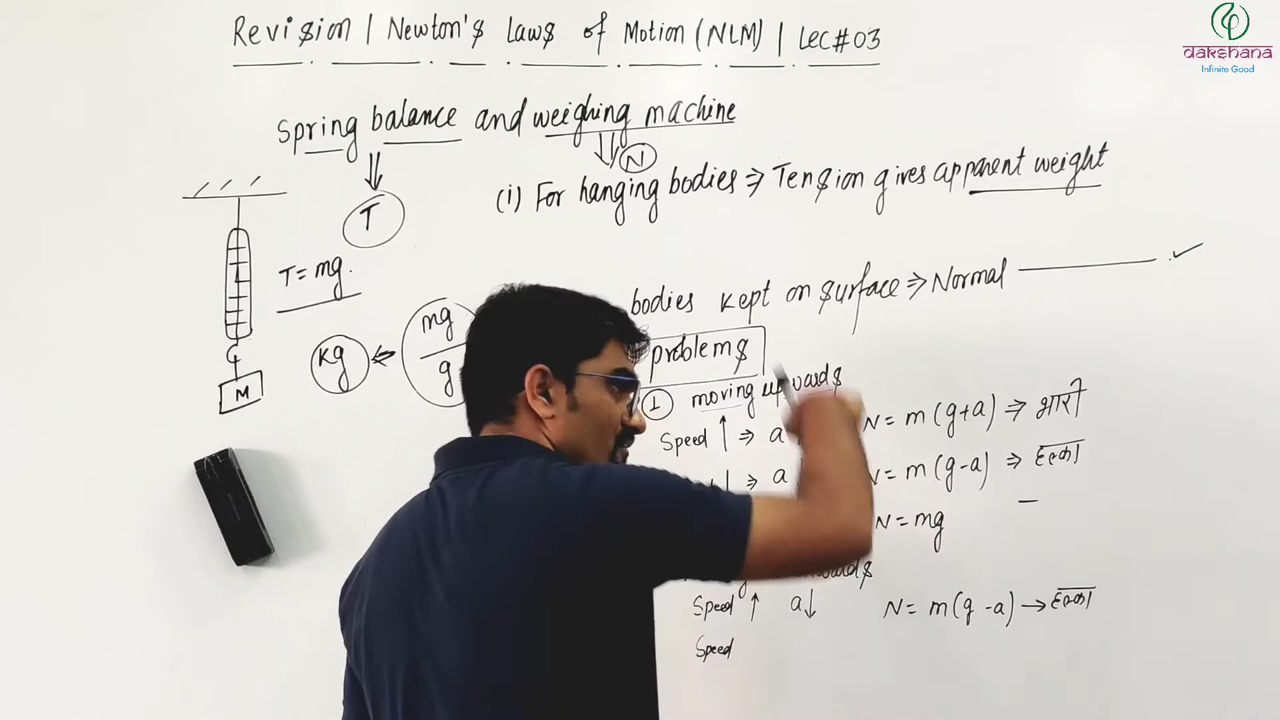 Revision | Newton's Laws of Motion (NLM) | Lec#03
dakshana
Infinite Good
Spring balance and weighing machine
T
N
(i) For hanging bodies ⇒ Tension gives apparent weight
T = mg.
bodies kept on surface ⇒ Normal
Kg ⇐ mg/g
M
problems
1 moving upwards
Speed ↑ ⇒ a N = m(g+a) ⇒ भारी
↓ ⇒ a N = m(g-a) ⇒ हल्का
N = mg
Speed ↑ a↓ N = m(g-a) → हल्का
Speed